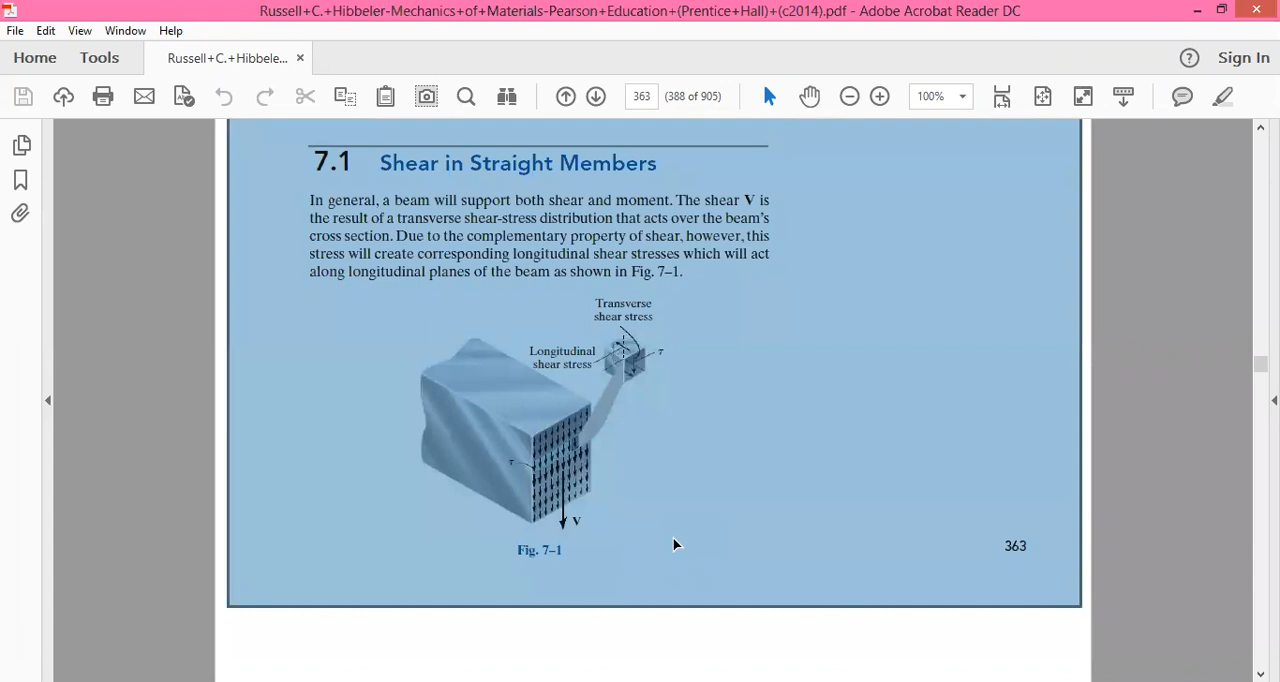 Russell+C.+Hibbeler-Mechanics+of+Materials-Pearson+Education+(Prentice+Hall)+(c2014).pdf - Adobe Acrobat Reader DC
File Edit View Window Help
Home Tools Russell+C.+Hibbele... × Sign In
363 (388 of 905) 100%
7.1 Shear in Straight Members
In general, a beam will support both shear and moment. The shear V is
the result of a transverse shear-stress distribution that acts over the beam's
cross section. Due to the complementary property of shear, however, this
stress will create corresponding longitudinal shear stresses which will act
along longitudinal planes of the beam as shown in Fig. 7–1.
Transverse
shear stress
Longitudinal
shear stress
τ
τ
V
Fig. 7–1
363